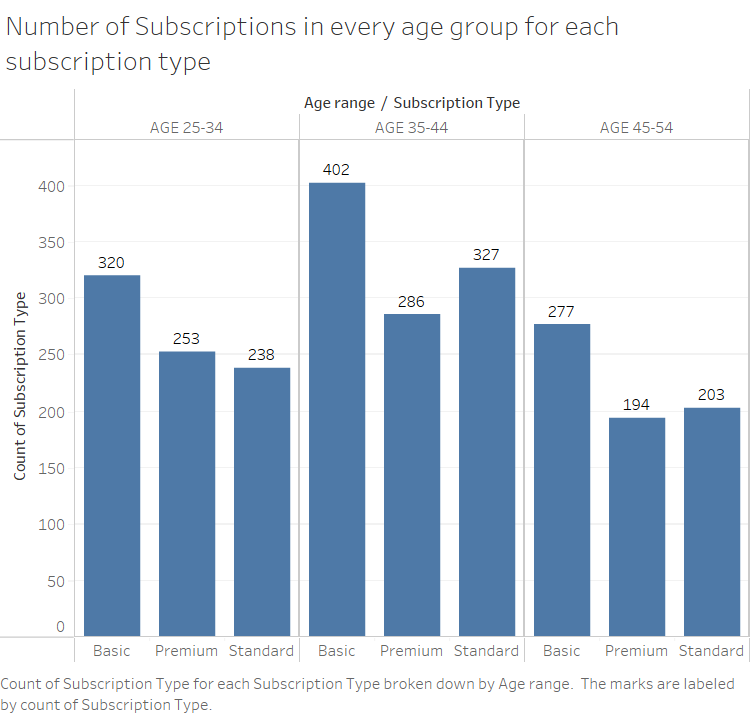 Number of Subscriptions in every age group for each
subscription type
Age range / Subscription Type
AGE 25-34 AGE 35-44 AGE 45-54
Count of Subscription Type
400
350
300
250
200
150
100
50
0
320
253
238
402
286
327
277
194
203
Basic Premium Standard Basic Premium Standard Basic Premium Standard
Count of Subscription Type for each Subscription Type broken down by Age range. The marks are labeled
by count of Subscription Type.